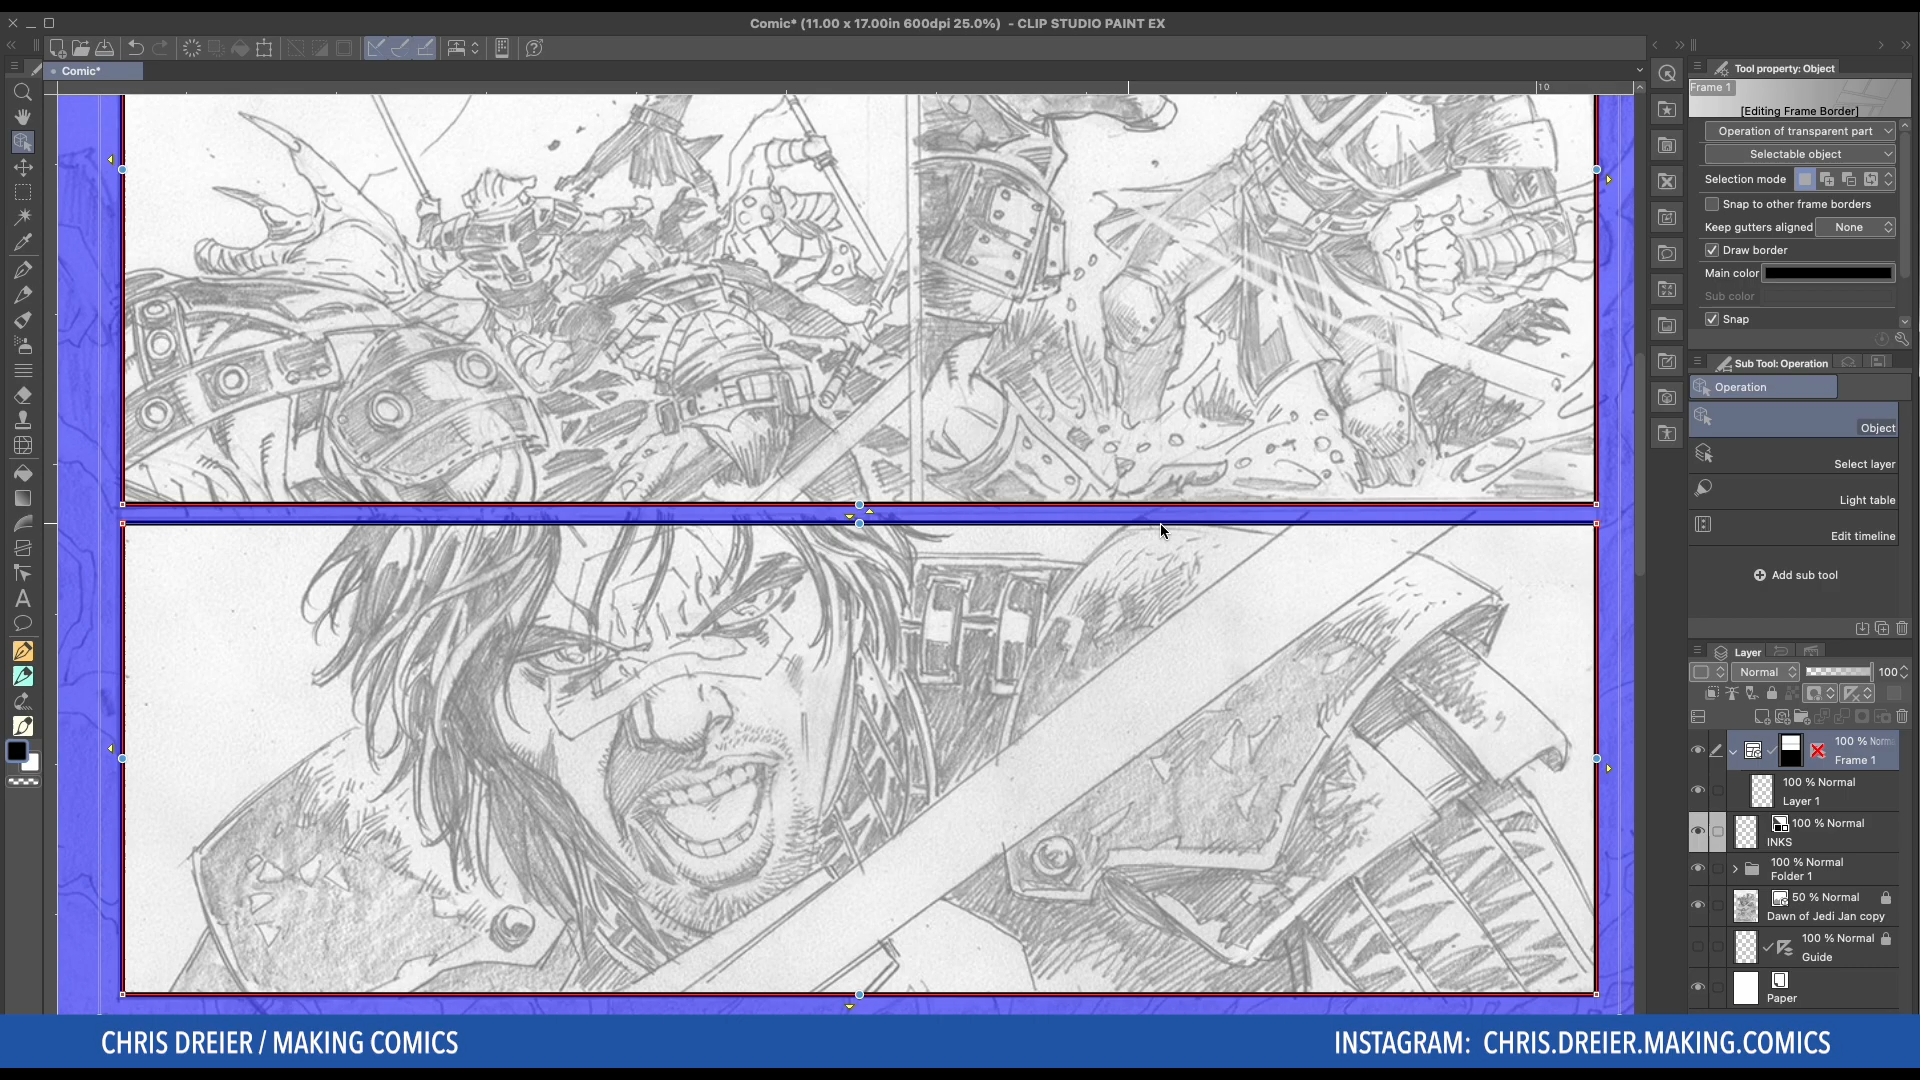 Comic* (11.00 x 17.00in 600dpi 25.0%) - CLIP STUDIO PAINT EX
Comic*
10
Tool property: Object
Frame 1
[Editing Frame Border]
Operation of transparent part
Selectable object
Selection mode
Snap to other frame borders
Keep gutters aligned None
Draw border
Main color
Sub color
Snap
Sub Tool: Operation
Operation
Object
Select layer
Light table
Edit timeline
Add sub tool
Layer
Normal 100
100 % Norm
Frame 1
100 % Normal
Layer 1
100 % Normal
INKS
100 % Normal
Folder 1
50 % Normal
Dawn of Jedi Jan copy
100 % Normal
Guide
Paper
CHRIS DREIER / MAKING COMICS
INSTAGRAM: CHRIS.DREIER.MAKING.COMICS